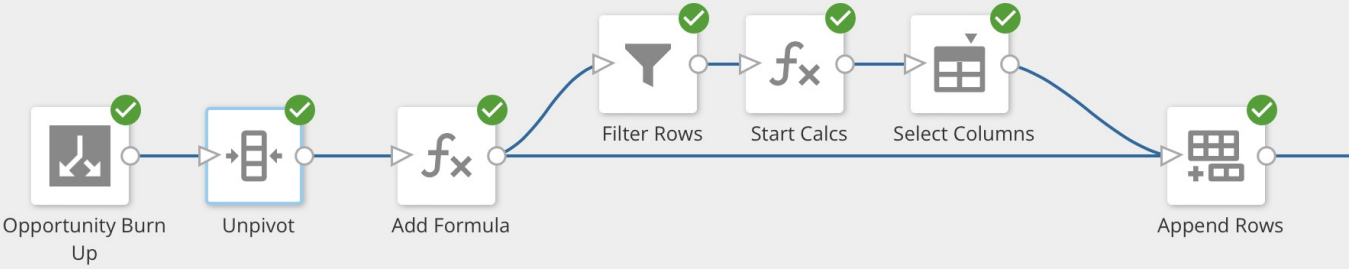 Filter Rows
Start Calcs
Select Columns
Opportunity Burn
Up
Unpivot
Add Formula
Append Rows